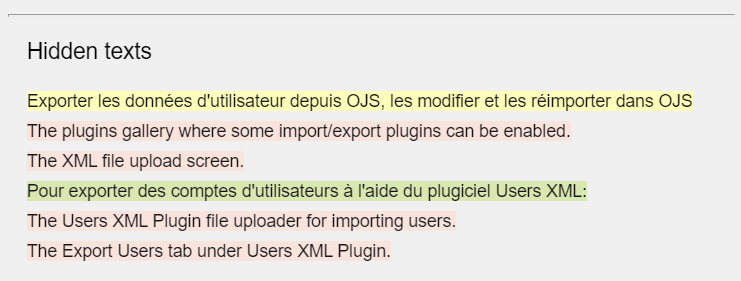 Hidden texts
Exporter les données d'utilisateur depuis OJS, les modifier et les réimporter dans OJS
The plugins gallery where some import/export plugins can be enabled.
The XML file upload screen.
Pour exporter des comptes d'utilisateurs à l'aide du plugiciel Users XML:
The Users XML Plugin file uploader for importing users.
The Export Users tab under Users XML Plugin.